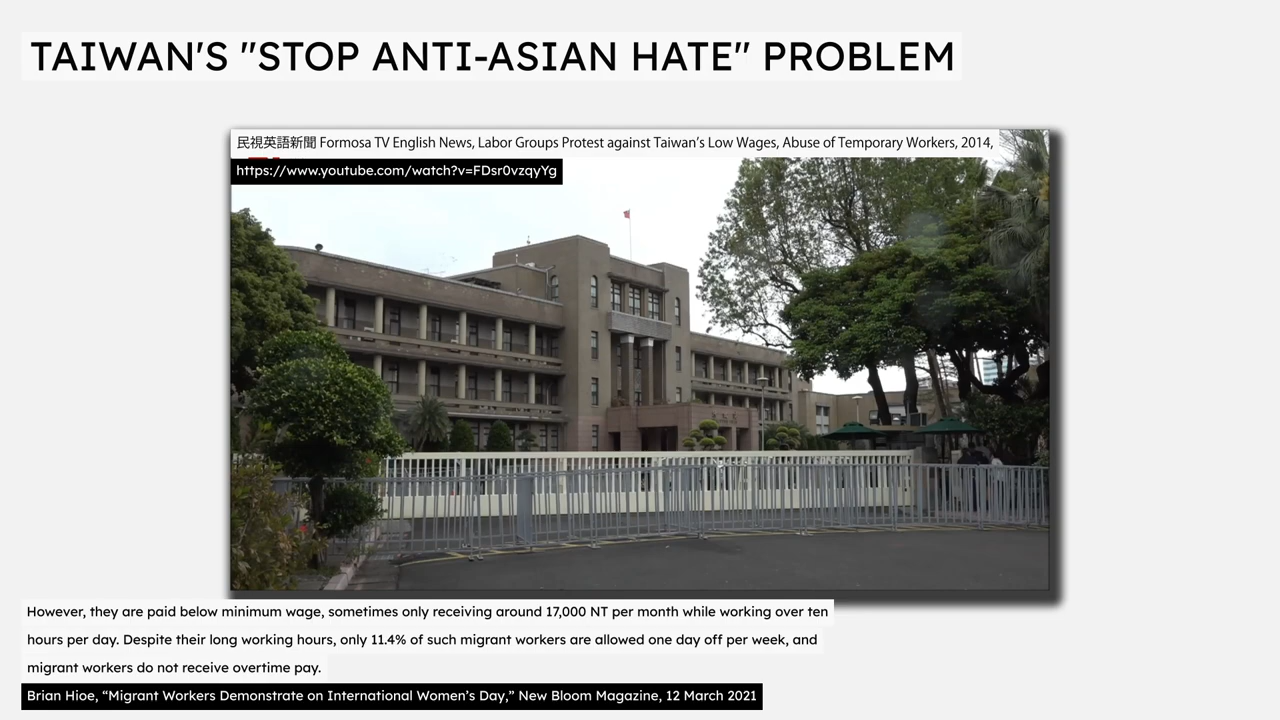 TAIWAN'S "STOP ANTI-ASIAN HATE" PROBLEM
民視英語新聞 Formosa TV English News, Labor Groups Protest against Taiwan's Low Wages, Abuse of Temporary Workers, 2014,
https://www.youtube.com/watch?v=FDsr0vzqyYg
However, they are paid below minimum wage, sometimes only receiving around 17,000 NT per month while working over ten
hours per day. Despite their long working hours, only 11.4% of such migrant workers are allowed one day off per week, and
migrant workers do not receive overtime pay.
Brian Hioe, “Migrant Workers Demonstrate on International Women’s Day,” New Bloom Magazine, 12 March 2021